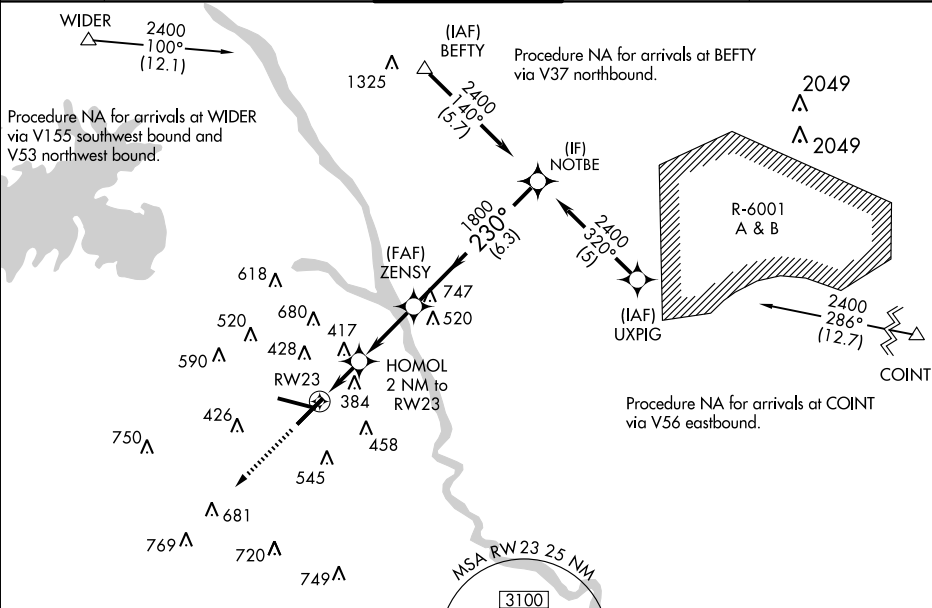 WIDER
2400
100°
(12.1)
Procedure NA for arrivals at WIDER
via V155 southwest bound and
V53 northwest bound.
1325
(IAF)
BEFTY
2400
140°
(5.7)
Procedure NA for arrivals at BEFTY
via V37 northbound.
2049
2049
(IF)
NOTBE
R-6001
A & B
1800
230°
(6.3)
2400
320°
(5)
(IAF)
UXPIG
2400
286°
(12.7)
COINT
Procedure NA for arrivals at COINT
via V56 eastbound.
(FAF)
ZENSY
747
520
618
680
520
417
428
590
HOMOL
2 NM to
RW23
RW23
384
426
458
750
545
681
769
720
749
MSA RW23 25 NM
3100